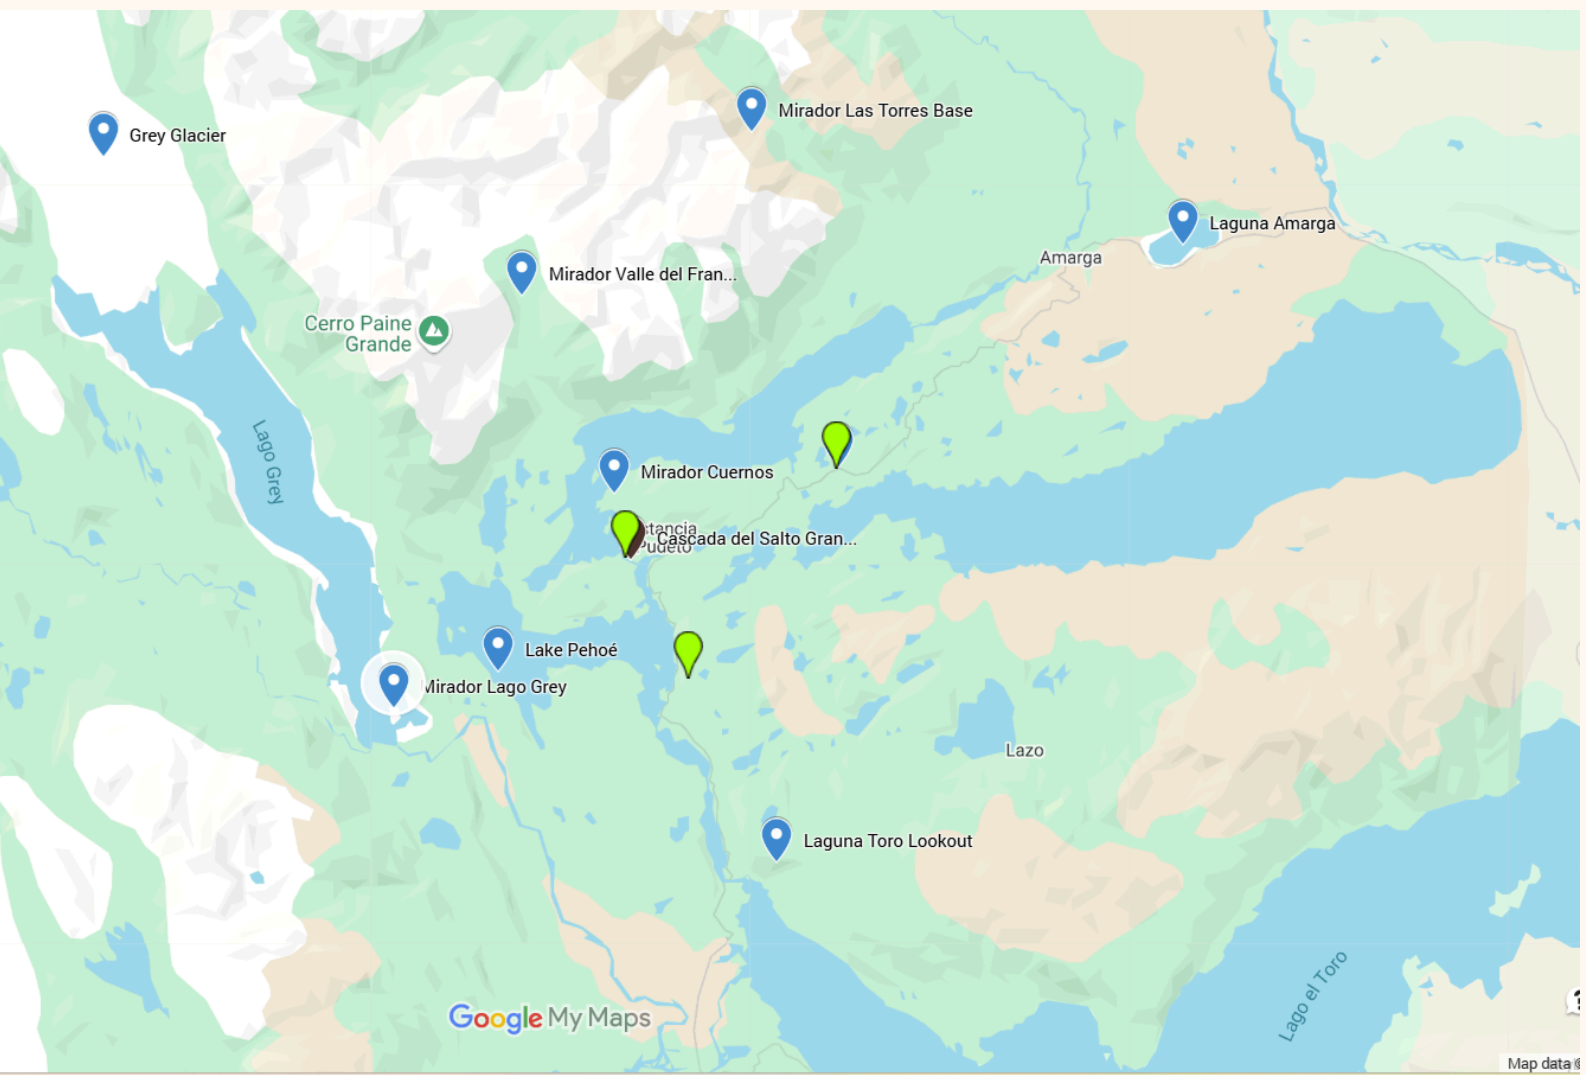 Mirador Las Torres Base
Grey Glacier
Laguna Amarga
Amarga
Mirador Valle del Fran...
Cerro Paine
Grande
Lago Grey
Mirador Cuernos
stancia
Cascada del Salto Gran...
Pudeto
Lake Pehoé
Mirador Lago Grey
Lazo
Laguna Toro Lookout
Lago el Toro
Google My Maps
Map data ©